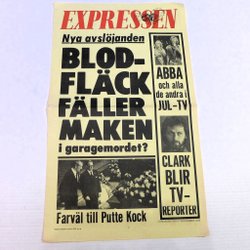 EXPRESSEN
Nya avslöjanden
BLOD-
FLÄCK
FÄLLER
MAKEN
i garagemordet?
Farväl till Putte Kock
ABBA
och alla
de andra i
JUL-TV
CLARK
BLIR
TV-
REPORTER